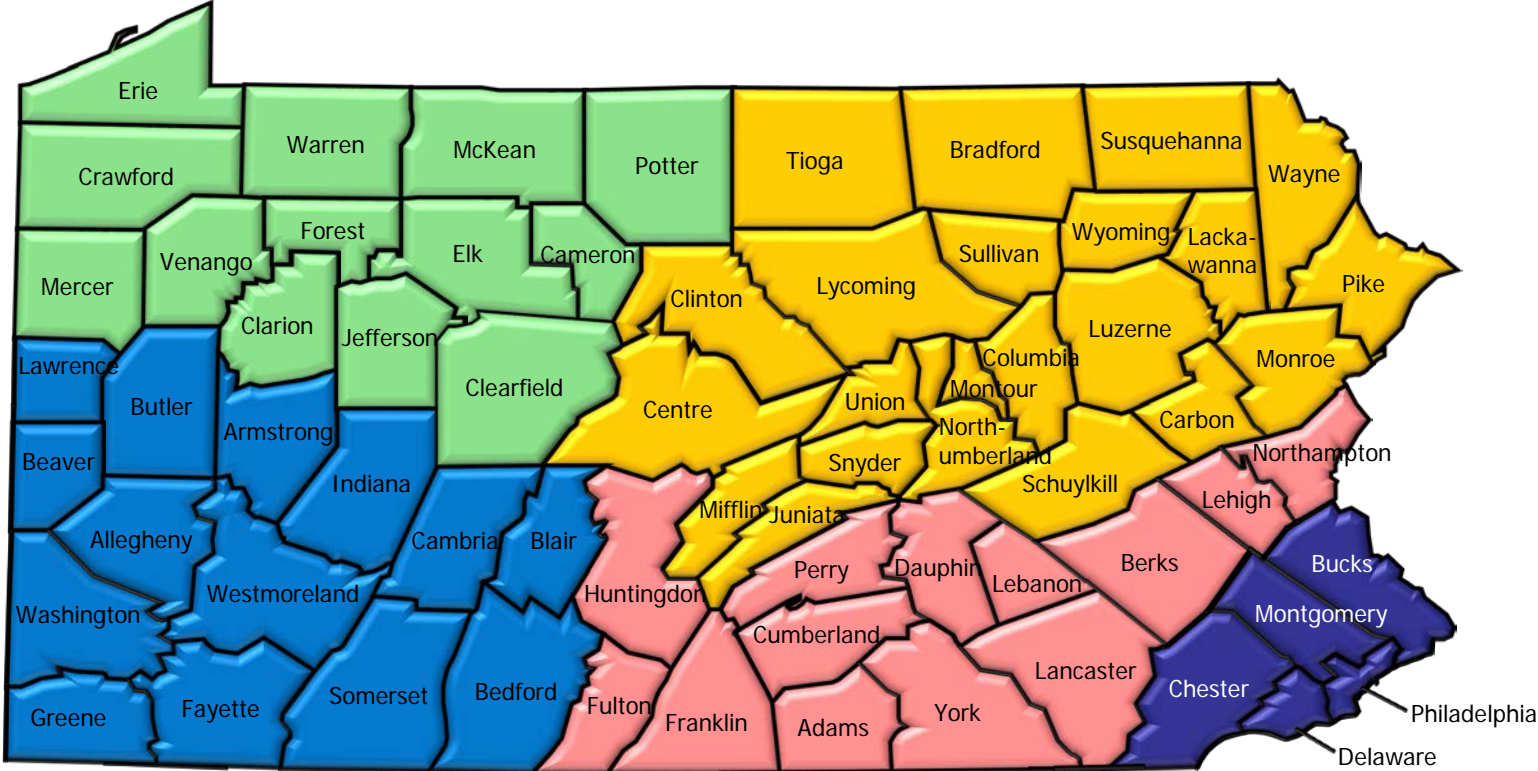 Erie
Crawford
Warren
McKean
Potter
Tioga
Bradford
Susquehanna
Wayne
Mercer
Venango
Forest
Elk
Cameron
Clarion
Jefferson
Clinton
Lycoming
Sullivan
Wyoming
Lacka-
wanna
Pike
Luzerne
Columbia
Monroe
Lawrence
Butler
Armstrong
Clearfield
Centre
Union
Montour
North-
umberland
Carbon
Beaver
Indiana
Snyder
Schuylkill
Northampton
Lehigh
Allegheny
Cambria
Blair
Mifflin
Juniata
Huntingdon
Perry
Dauphin
Lebanon
Berks
Bucks
Montgomery
Washington
Westmoreland
Cumberland
Lancaster
Chester
Greene
Fayette
Somerset
Bedford
Fulton
Franklin
Adams
York
Philadelphia
Delaware